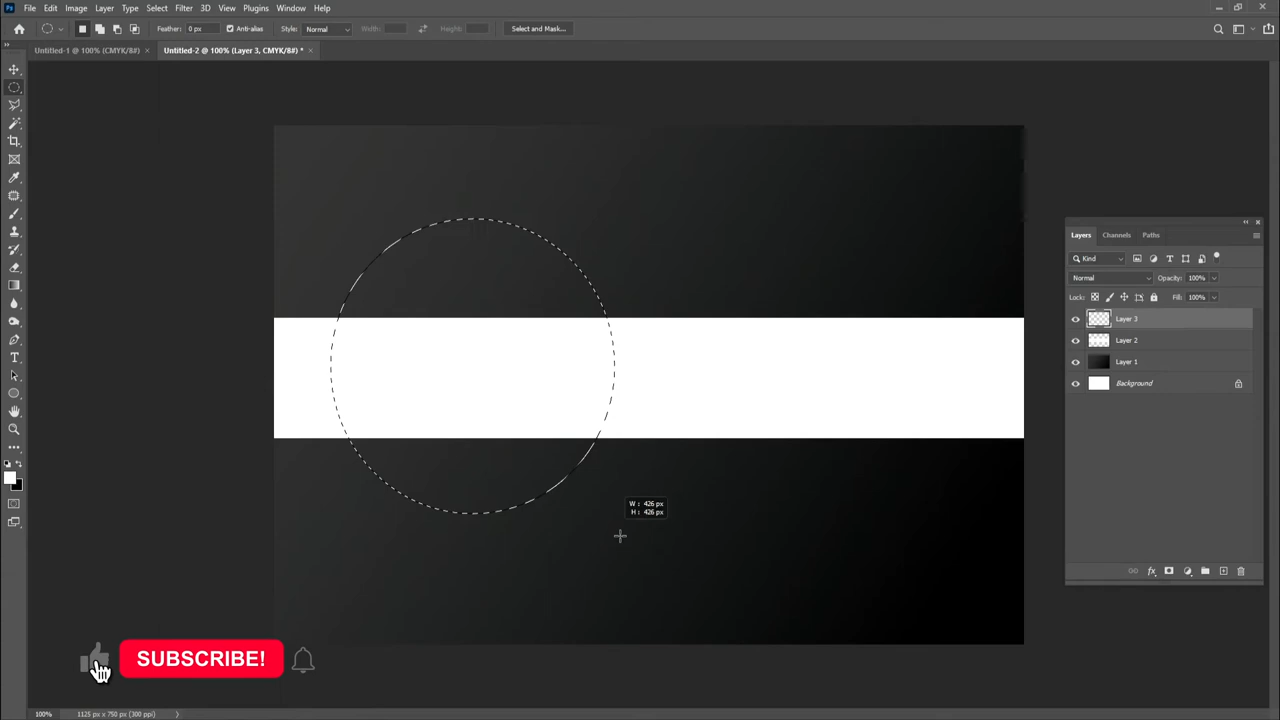 Ps File Edit Image Layer Type Select Filter 3D View Plugins Window Help
Feather: 0 px Anti-alias Style: Normal Width: Height: Select and Mask...
Untitled-1 @ 100% (CMYK/8#) × Untitled-2 @ 100% (Layer 3, CMYK/8#) * ×
Layers Channels Paths
Kind
Normal Opacity: 100%
Lock: Fill: 100%
Layer 3
Layer 2
Layer 1
Background
W : 426 px
H : 426 px
fx
SUBSCRIBE!
100% 1125 px x 750 px (300 ppi)